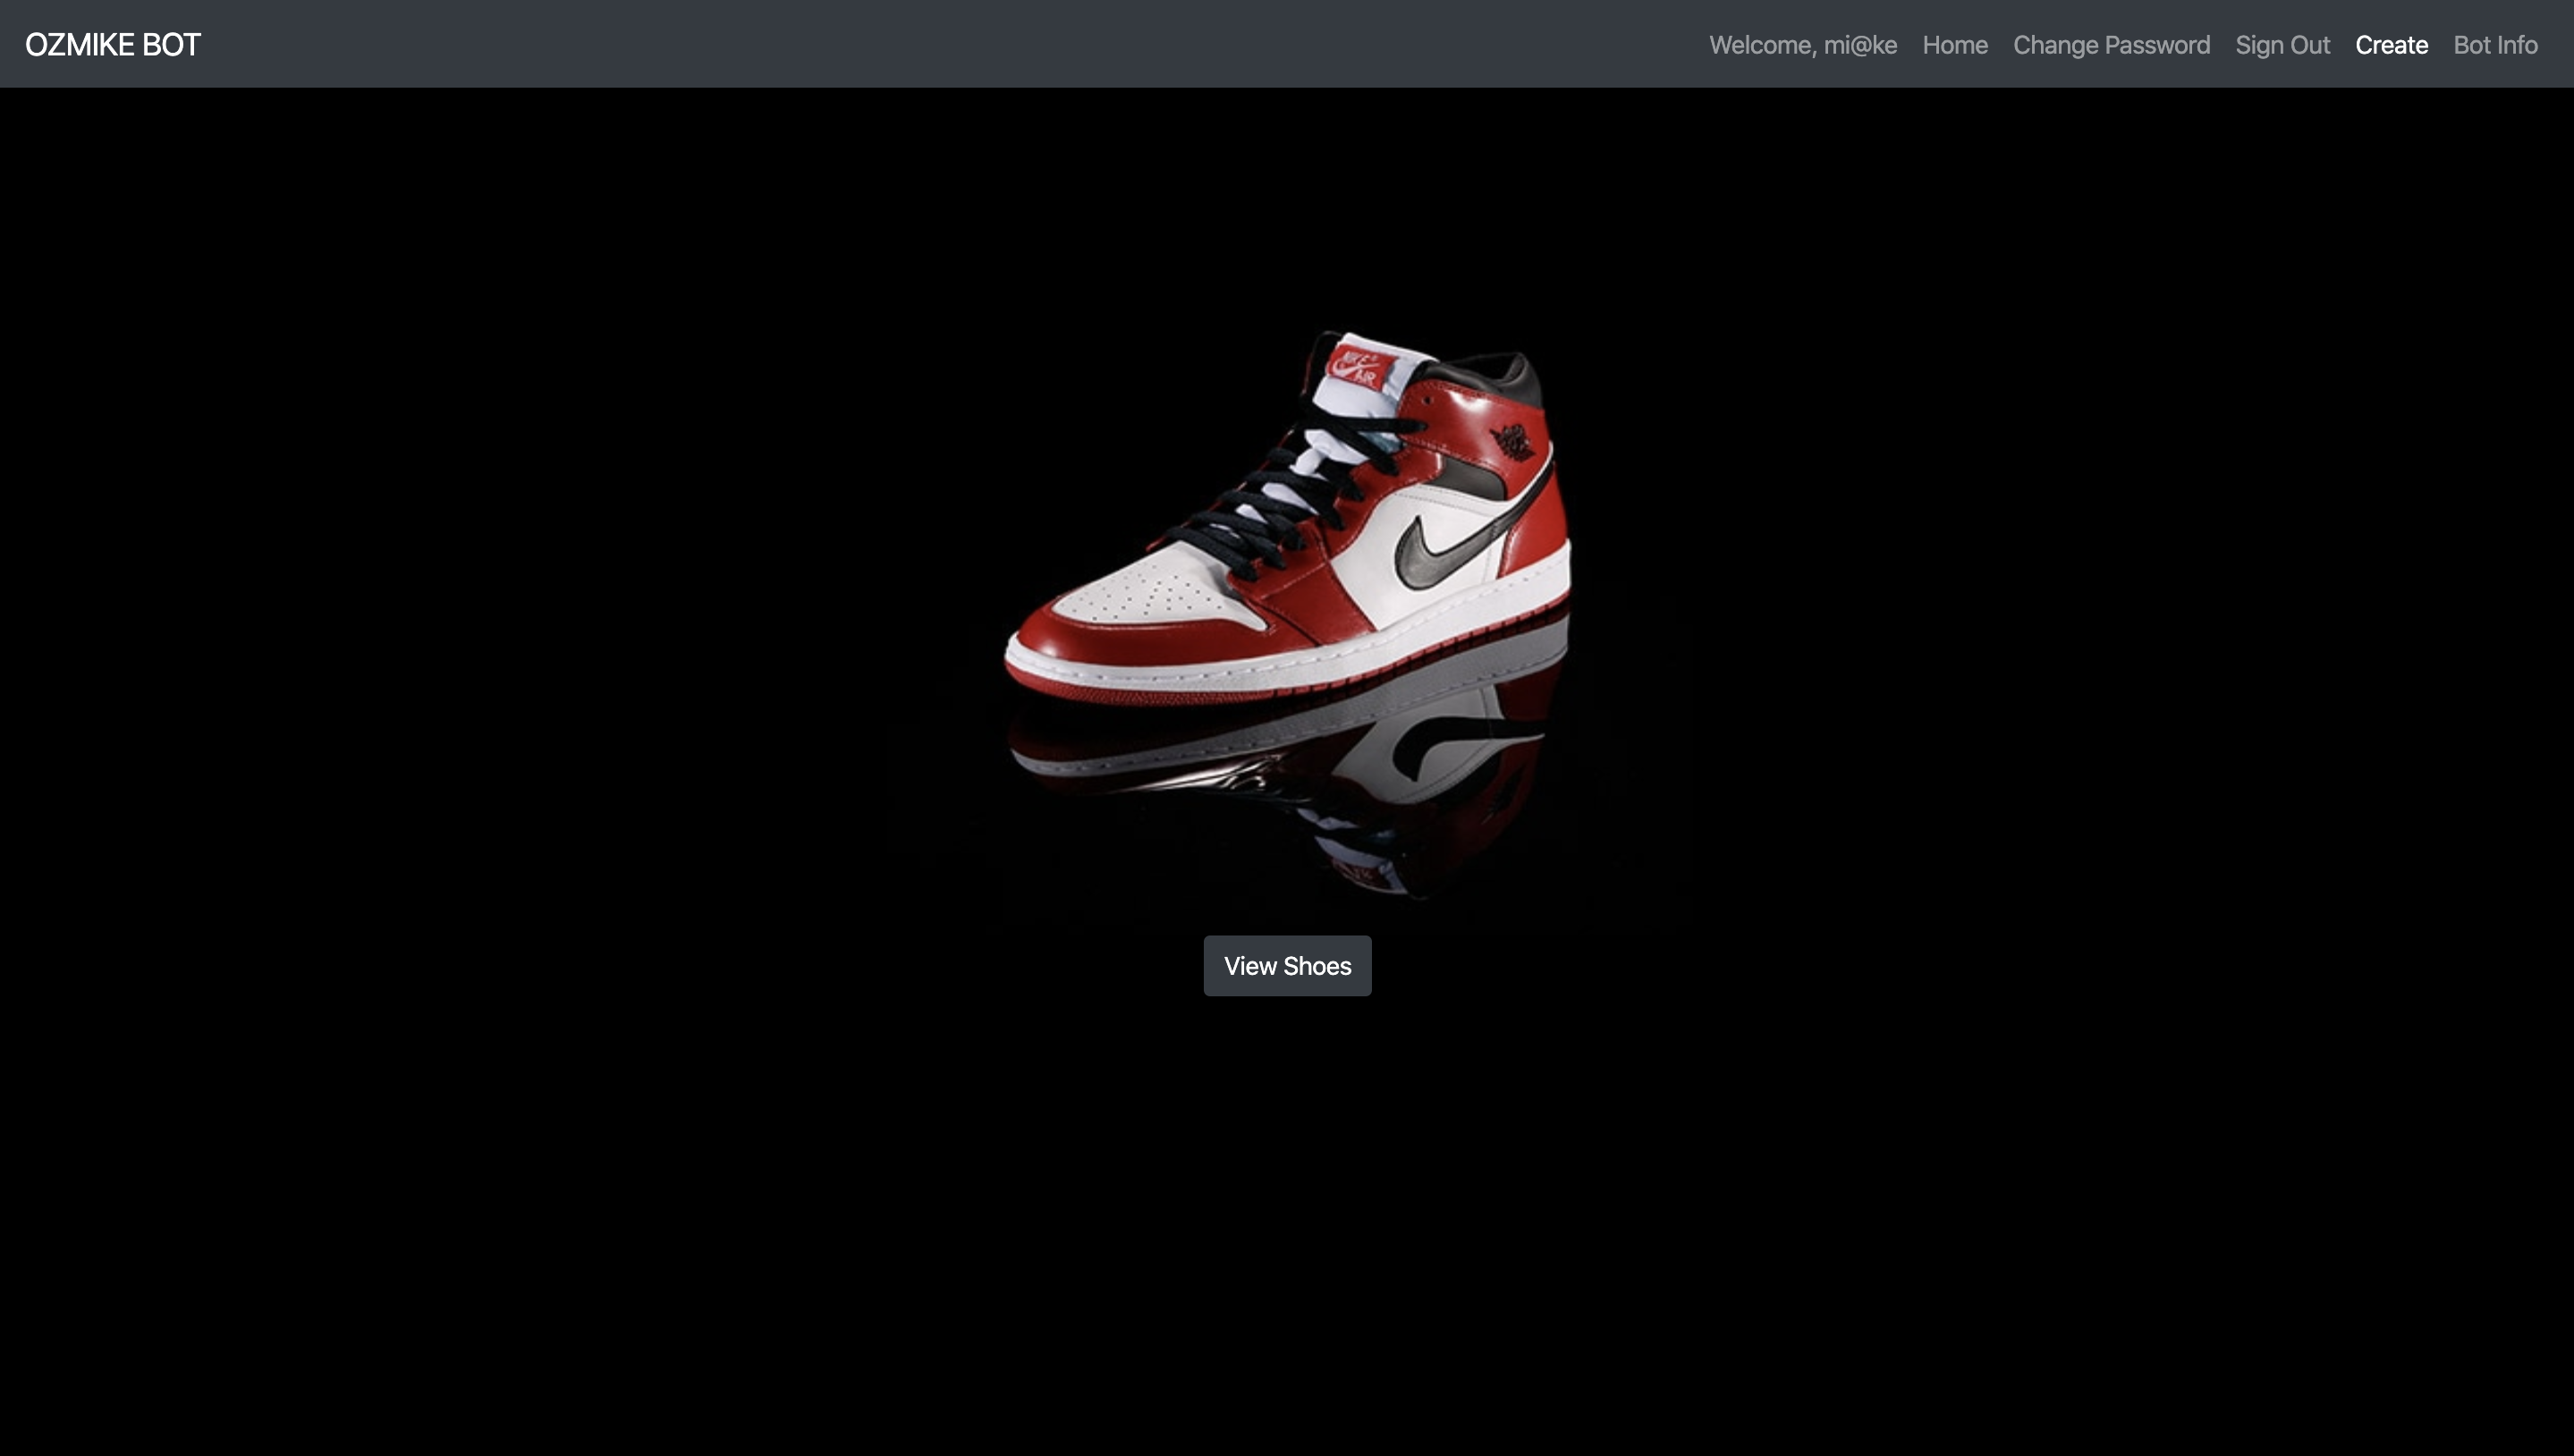 OZMIKE BOT
Welcome, mi@ke Home Change Password Sign Out Create Bot Info
NIKE®
AIR
View Shoes